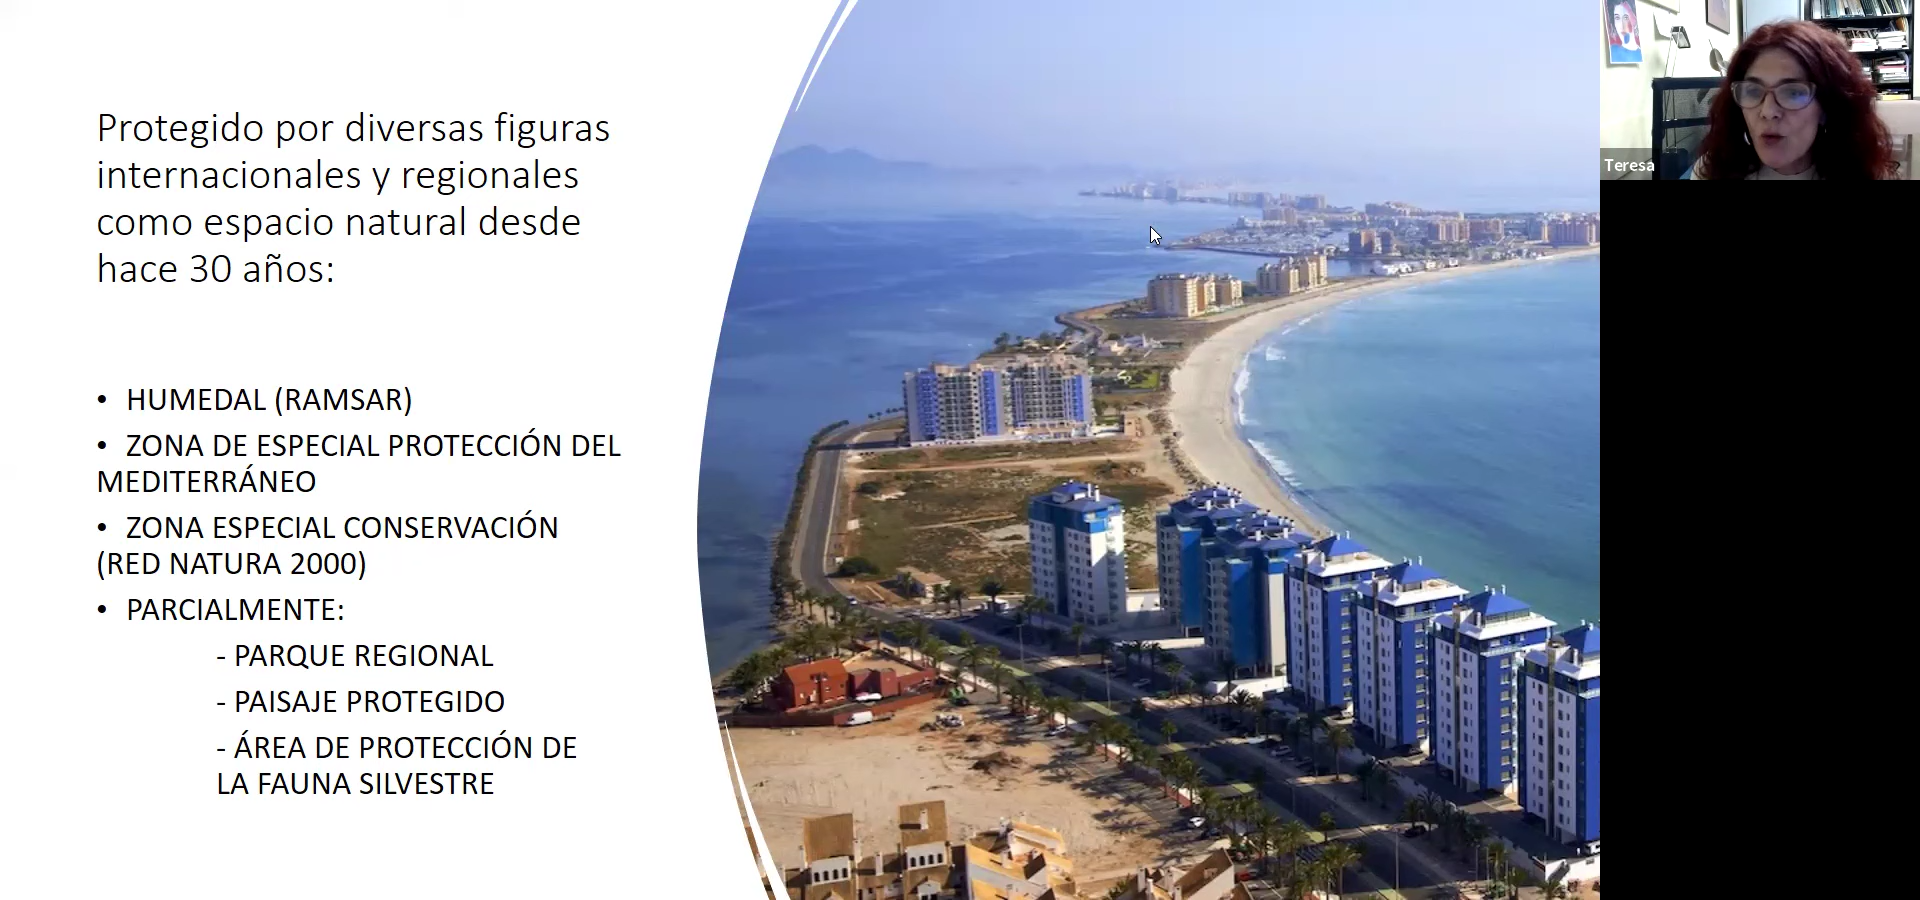 Protegido por diversas figuras
internacionales y regionales
como espacio natural desde
hace 30 años:
• HUMEDAL (RAMSAR)
• ZONA DE ESPECIAL PROTECCIÓN DEL
MEDITERRÁNEO
• ZONA ESPECIAL CONSERVACIÓN
(RED NATURA 2000)
• PARCIALMENTE:
- PARQUE REGIONAL
- PAISAJE PROTEGIDO
- ÁREA DE PROTECCIÓN DE
LA FAUNA SILVESTRE
Teresa